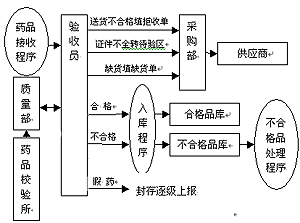 药品接收程序
验收员
送货不合格填拒收单
证件不全转待验区
缺货填缺货单
采购部
供应商
质量部
药品校验所
合格
不合格
入库程序
合格品库
不合格品库
不合格品处理程序
假药
封存逐级上报